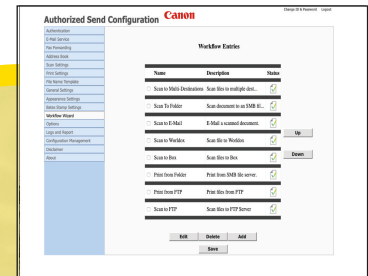 Change ID & Password Logout
Authorized Send Configuration Canon
Authentication
E-Mail Service
Fax Forwarding
Address Book
Scan Settings
Print Settings
File Name Template
General Settings
Appearance Settings
Bates Stamp Settings
Workflow Wizard
Options
Logs and Report
Configuration Management
Disclaimer
About
Workflow Entries
Name Description Status
Scan to Multi-Destinations Scan files to multiple desti...
Scan To Folder Scan document to an SMB fil...
Scan to E-Mail E-Mail a scanned document.
Scan to Worldox Scan file to Worldox
Scan to Box Scan files to Box
Print from Folder Print from SMB file server.
Print from FTP Print files from FTP
Scan to FTP Scan files to FTP Server
Up
Down
Edit Delete Add
Save